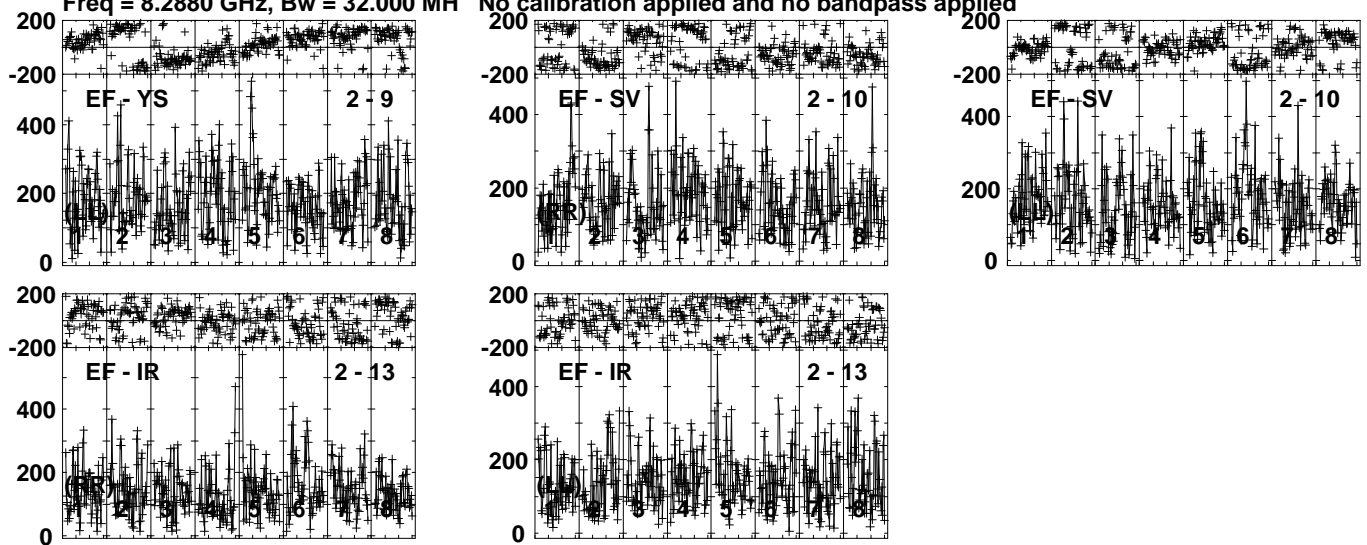 Freq = 8.2880 GHz, Bw = 32.000 MH No calibration applied and no bandpass applied
200
-200
EF - YS 2 - 9
400
200
0
(LL)
1 2 3 4 5 6 7 8
EF - SV 2 - 10
400
200
0
(RR)
1 2 3 4 5 6 7 8
200
-200
EF - SV 2 - 10
400
200
0
(LL)
1 2 3 4 5 6 7 8
200
-200
EF - IR 2 - 13
400
200
0
(RR)
1 2 3 4 5 6 7 8
200
-200
EF - IR 2 - 13
400
200
0
(LL)
1 2 3 4 5 6 7 8